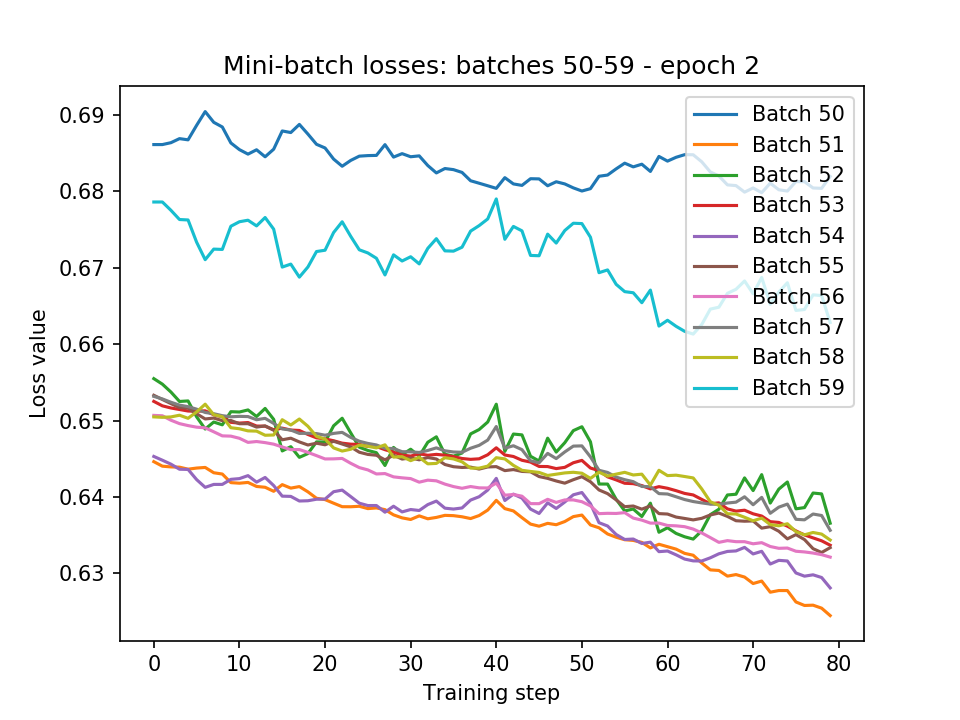 Mini-batch losses: batches 50-59 - epoch 2
Loss value
0.69
0.68
0.67
0.66
0.65
0.64
0.63
Batch 50
Batch 51
Batch 52
Batch 53
Batch 54
Batch 55
Batch 56
Batch 57
Batch 58
Batch 59
0 10 20 30 40 50 60 70 80
Training step